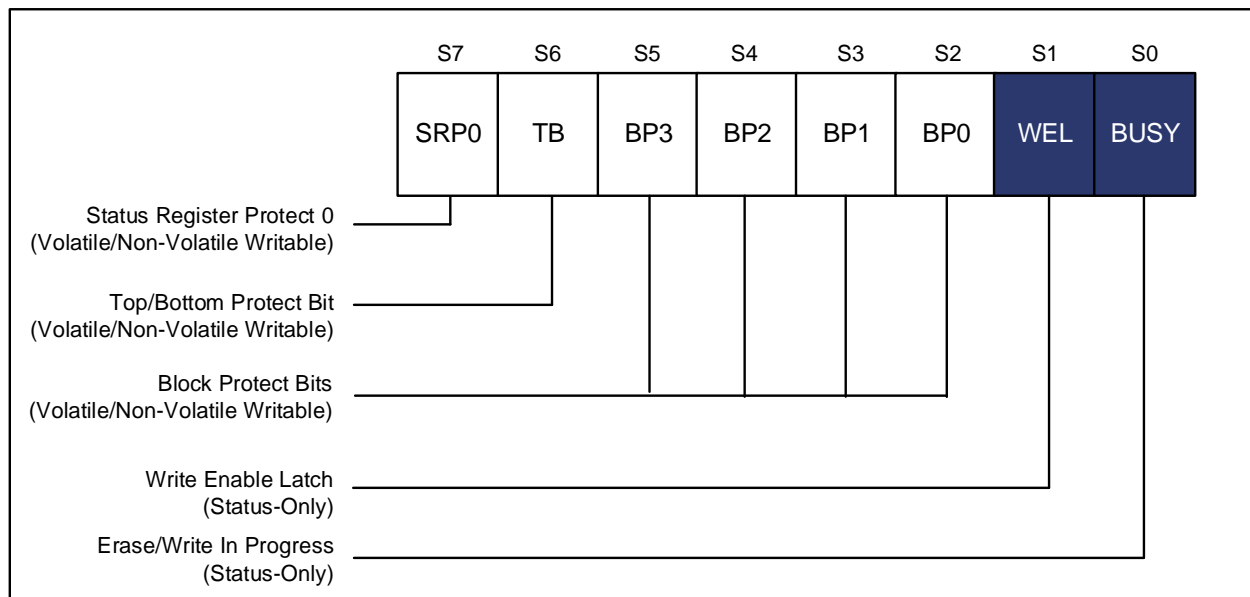 S7 S6 S5 S4 S3 S2 S1 S0
SRP0 TB BP3 BP2 BP1 BP0 WEL BUSY
Status Register Protect 0
(Volatile/Non-Volatile Writable)
Top/Bottom Protect Bit
(Volatile/Non-Volatile Writable)
Block Protect Bits
(Volatile/Non-Volatile Writable)
Write Enable Latch
(Status-Only)
Erase/Write In Progress
(Status-Only)